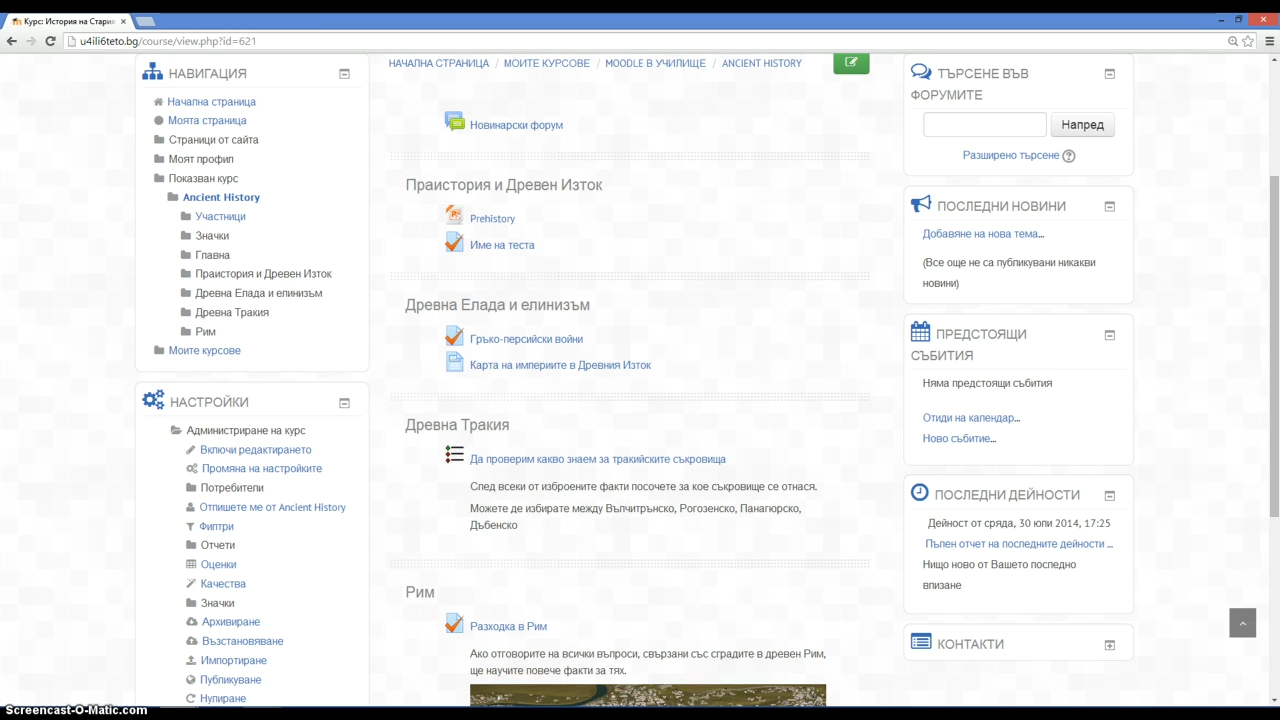 Курс: История на Стария
u4ili6teto.bg/course/view.php?id=621
НАВИГАЦИЯ
Начална страница
Моята страница
Страници от сайта
Моят профил
Показван курс
Ancient History
Участници
Значки
Главна
Праистория и Древен Изток
Древна Елада и елинизъм
Древна Тракия
Рим
Моите курсове
НАСТРОЙКИ
Администриране на курс
Включи редактирането
Промяна на настройките
Потребители
Отпишете ме от Ancient History
Филтри
Отчети
Оценки
Качества
Значки
Архивиране
Възстановяване
Импортиране
Публикуване
Нулиране
НАЧАЛНА СТРАНИЦА / МОИТЕ КУРСОВЕ / MOODLE В УЧИЛИЩЕ / ANCIENT HISTORY
Новинарски форум
Праистория и Древен Изток
Prehistory
Име на теста
Древна Елада и елинизъм
Гръко-персийски войни
Карта на империите в Древния Изток
Древна Тракия
Да проверим какво знаем за тракийските съкровища
След всеки от изброените факти посочете за кое съкровище се отнася.
Можете да избирате между Вълчитрънско, Рогозенско, Панагюрско,
Дъбенско
Рим
Разходка в Рим
Ако отговорите на всички въпроси, свързани със сградите в древен Рим,
ще научите повече факти за тях.
ТЪРСЕНЕ ВЪВ
ФОРУМИТЕ
Напред
Разширено търсене
ПОСЛЕДНИ НОВИНИ
Добавяне на нова тема...
(Все още не са публикувани никакви
новини)
ПРЕДСТОЯЩИ
СЪБИТИЯ
Няма предстоящи събития
Отиди на календар...
Ново събитие...
ПОСЛЕДНИ ДЕЙНОСТИ
Дейност от сряда, 30 юли 2014, 17:25
Пълен отчет на последните дейности ...
Нищо ново от Вашето последно
влизане
КОНТАКТИ
Screencast-O-Matic.com